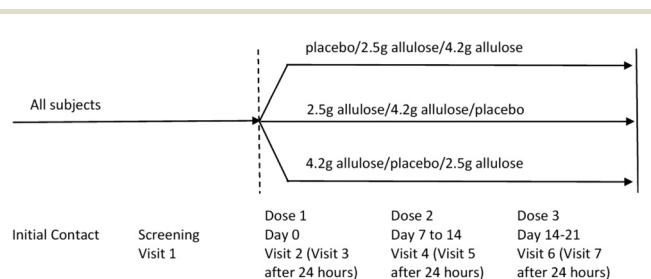 placebo/2.5g allulose/4.2g allulose
All subjects
2.5g allulose/4.2g allulose/placebo
4.2g allulose/placebo/2.5g allulose
Initial Contact
Screening
Visit 1
Dose 1
Day 0
Visit 2 (Visit 3
after 24 hours)
Dose 2
Day 7 to 14
Visit 4 (Visit 5
after 24 hours)
Dose 3
Day 14-21
Visit 6 (Visit 7
after 24 hours)